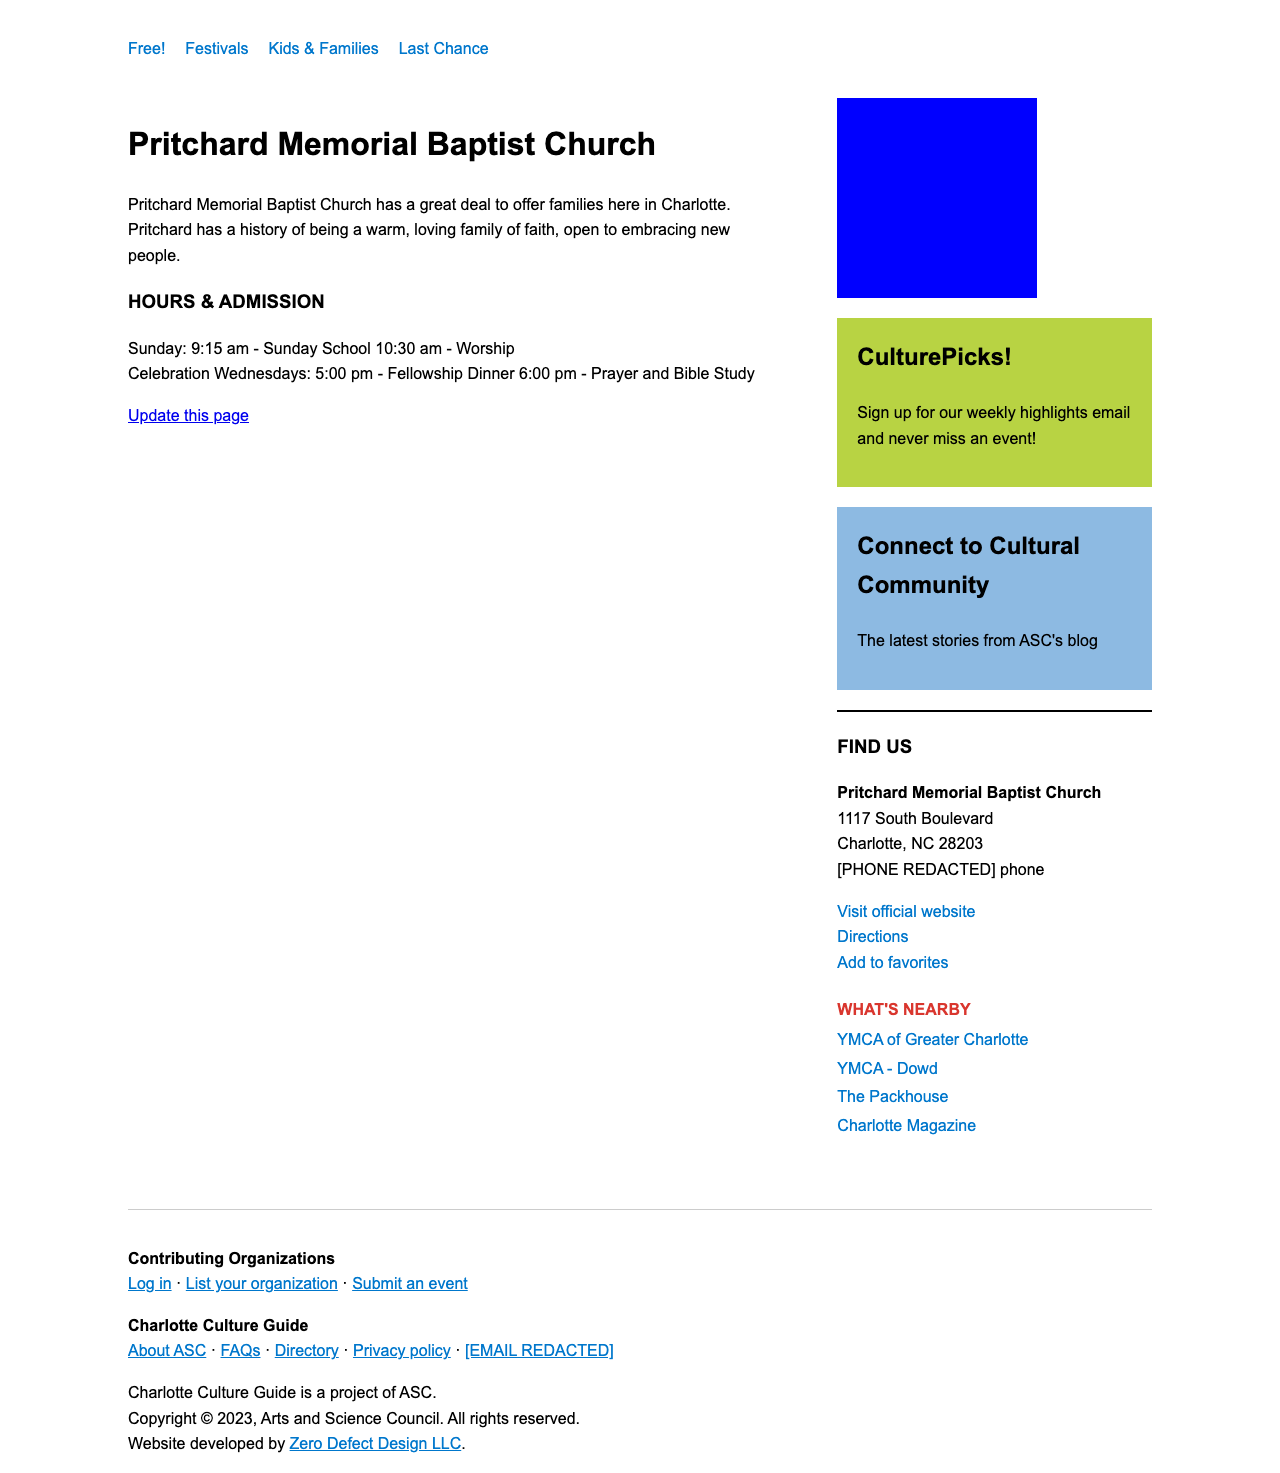 Free! Festivals Kids & Families Last Chance
Pritchard Memorial Baptist Church
Pritchard Memorial Baptist Church has a great deal to offer families here in Charlotte.
Pritchard has a history of being a warm, loving family of faith, open to embracing new
people.
HOURS & ADMISSION
Sunday: 9:15 am - Sunday School 10:30 am - Worship
Celebration Wednesdays: 5:00 pm - Fellowship Dinner 6:00 pm - Prayer and Bible Study
Update this page
CulturePicks!
Sign up for our weekly highlights email
and never miss an event!
Connect to Cultural
Community
The latest stories from ASC's blog
FIND US
Pritchard Memorial Baptist Church
1117 South Boulevard
Charlotte, NC 28203
[PHONE REDACTED] phone
Visit official website
Directions
Add to favorites
WHAT'S NEARBY
YMCA of Greater Charlotte
YMCA - Dowd
The Packhouse
Charlotte Magazine
Contributing Organizations
Log in · List your organization · Submit an event
Charlotte Culture Guide
About ASC · FAQs · Directory · Privacy policy · [EMAIL REDACTED]
Charlotte Culture Guide is a project of ASC.
Copyright © 2023, Arts and Science Council. All rights reserved.
Website developed by Zero Defect Design LLC.